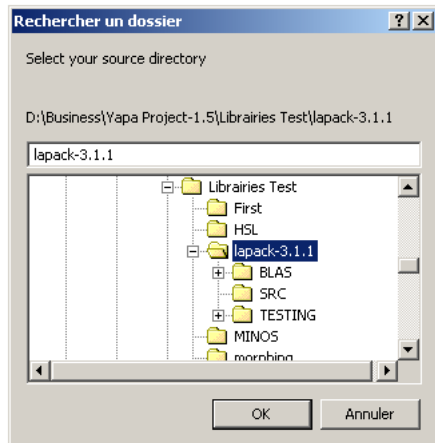 Rechercher un dossier
Select your source directory
D:\Business\Yapa Project-1.5\Librairies Test\lapack-3.1.1
lapack-3.1.1
Librairies Test
First
HSL
lapack-3.1.1
BLAS
SRC
TESTING
MINOS
morphing
OK Annuler